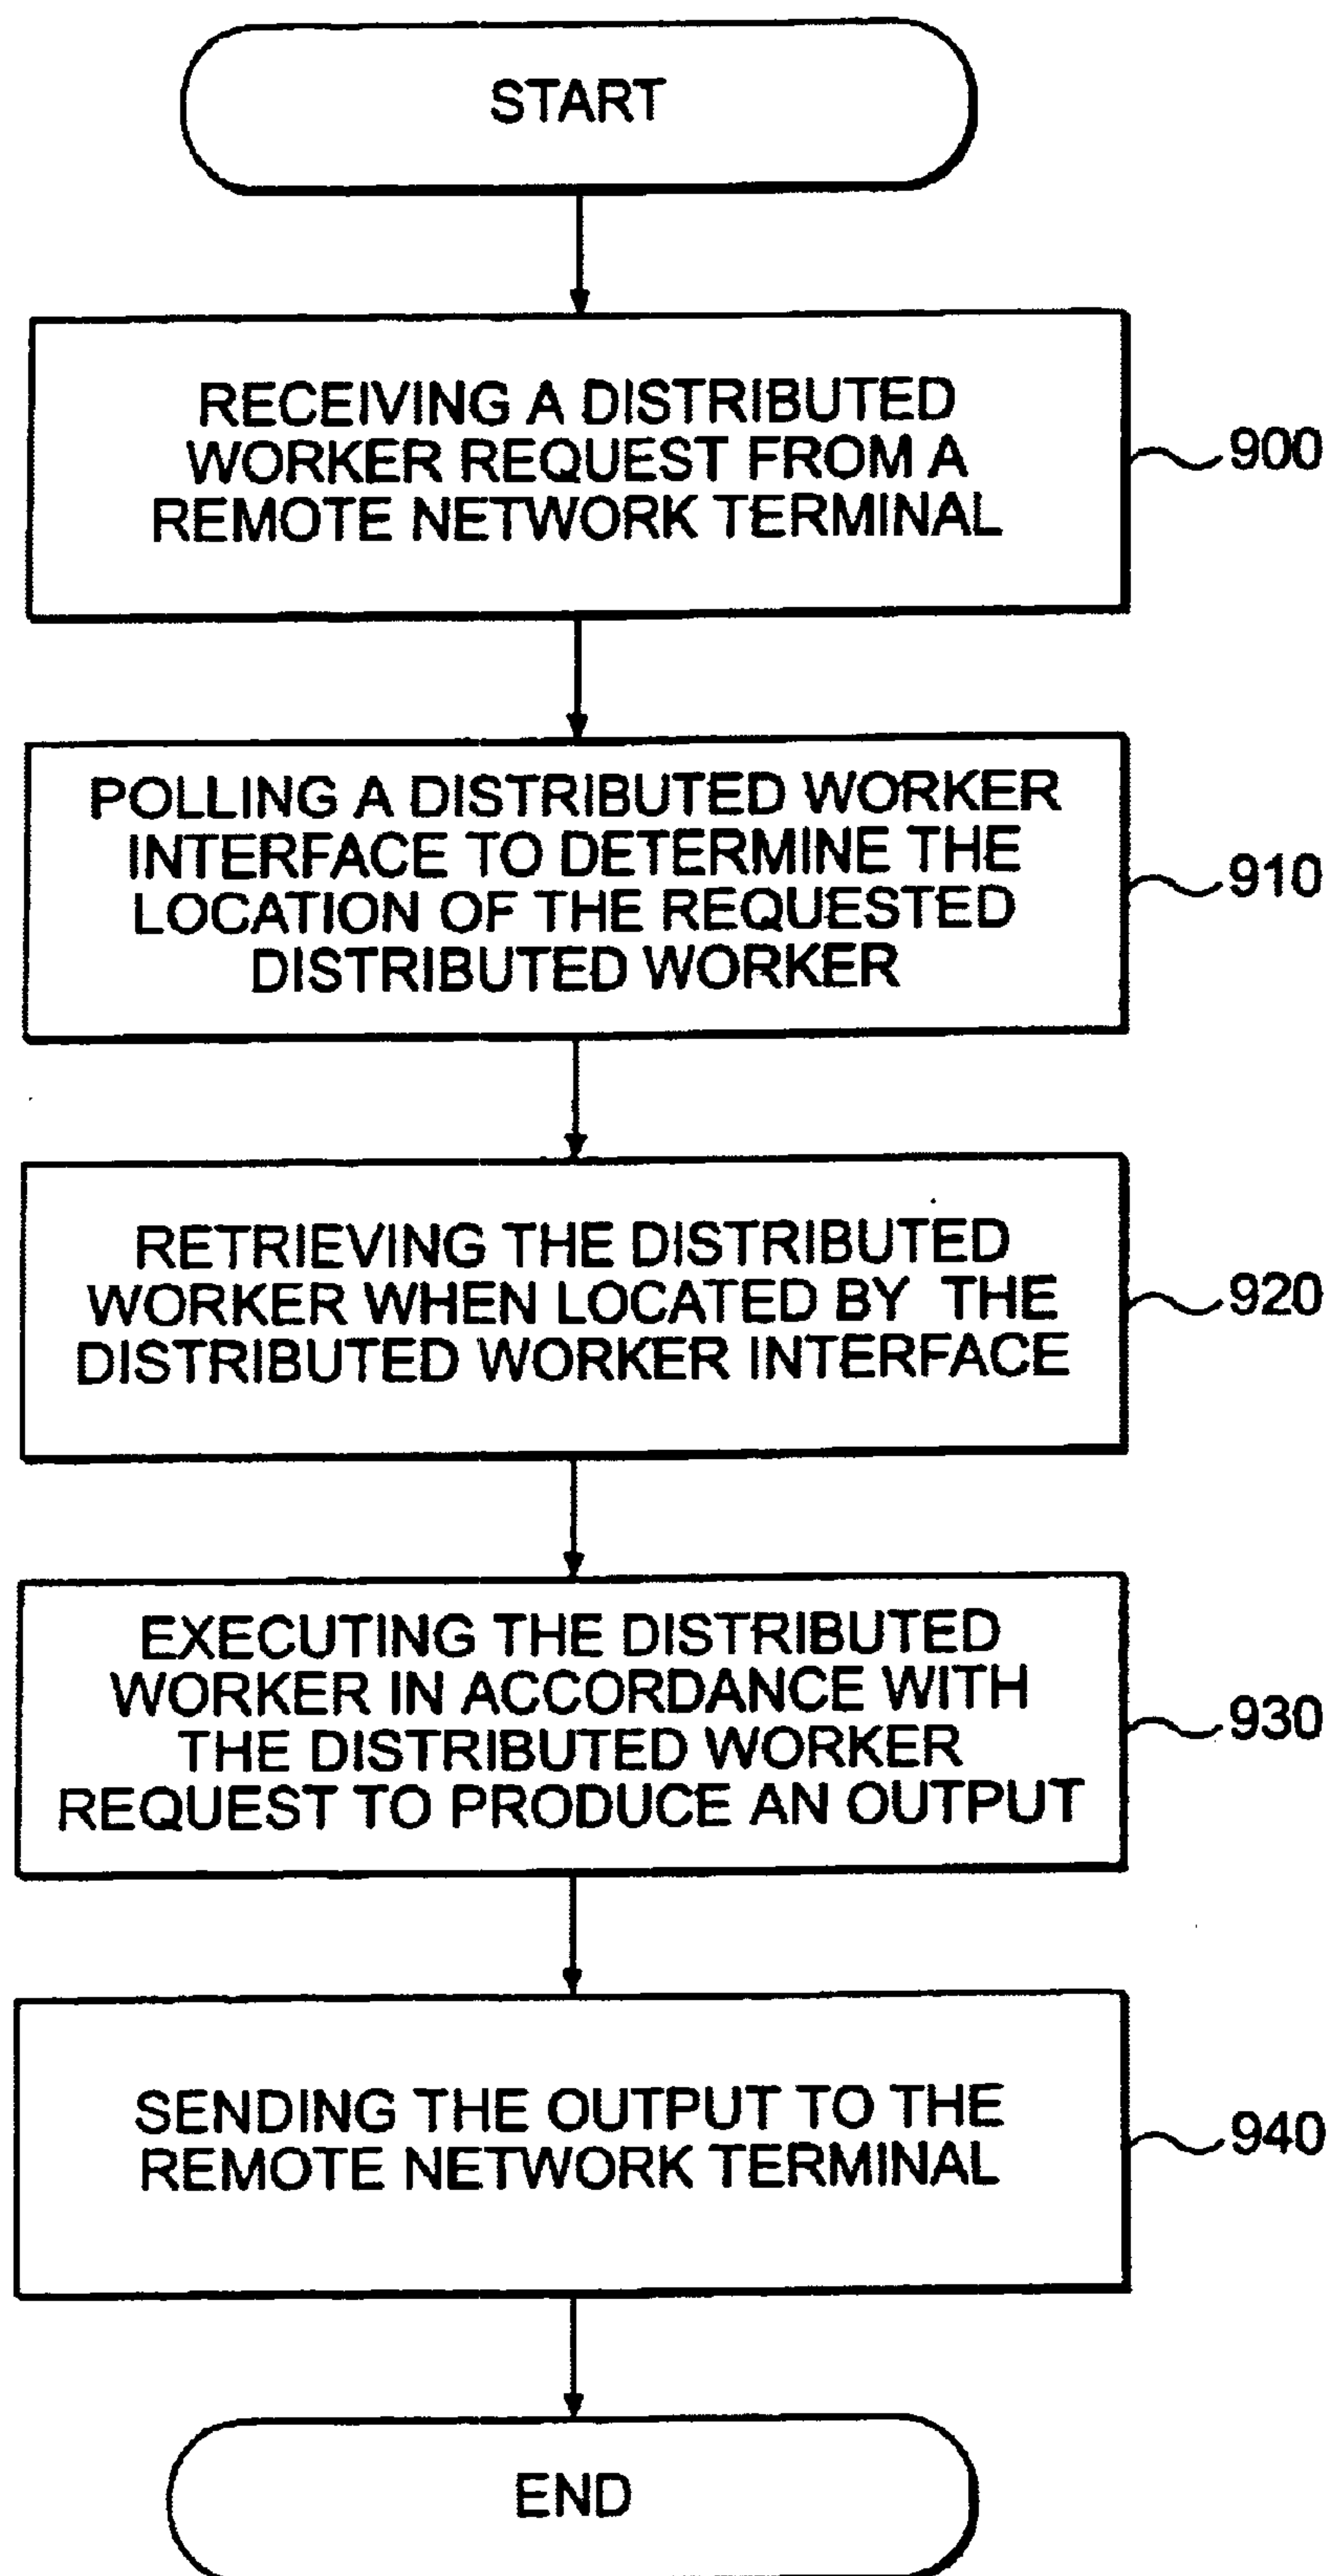 START
RECEIVING A DISTRIBUTED
WORKER REQUEST FROM A
REMOTE NETWORK TERMINAL
900
POLLING A DISTRIBUTED WORKER
INTERFACE TO DETERMINE THE
LOCATION OF THE REQUESTED
DISTRIBUTED WORKER
910
RETRIEVING THE DISTRIBUTED
WORKER WHEN LOCATED BY THE
DISTRIBUTED WORKER INTERFACE
920
EXECUTING THE DISTRIBUTED
WORKER IN ACCORDANCE WITH
THE DISTRIBUTED WORKER
REQUEST TO PRODUCE AN OUTPUT
930
SENDING THE OUTPUT TO THE
REMOTE NETWORK TERMINAL
940
END